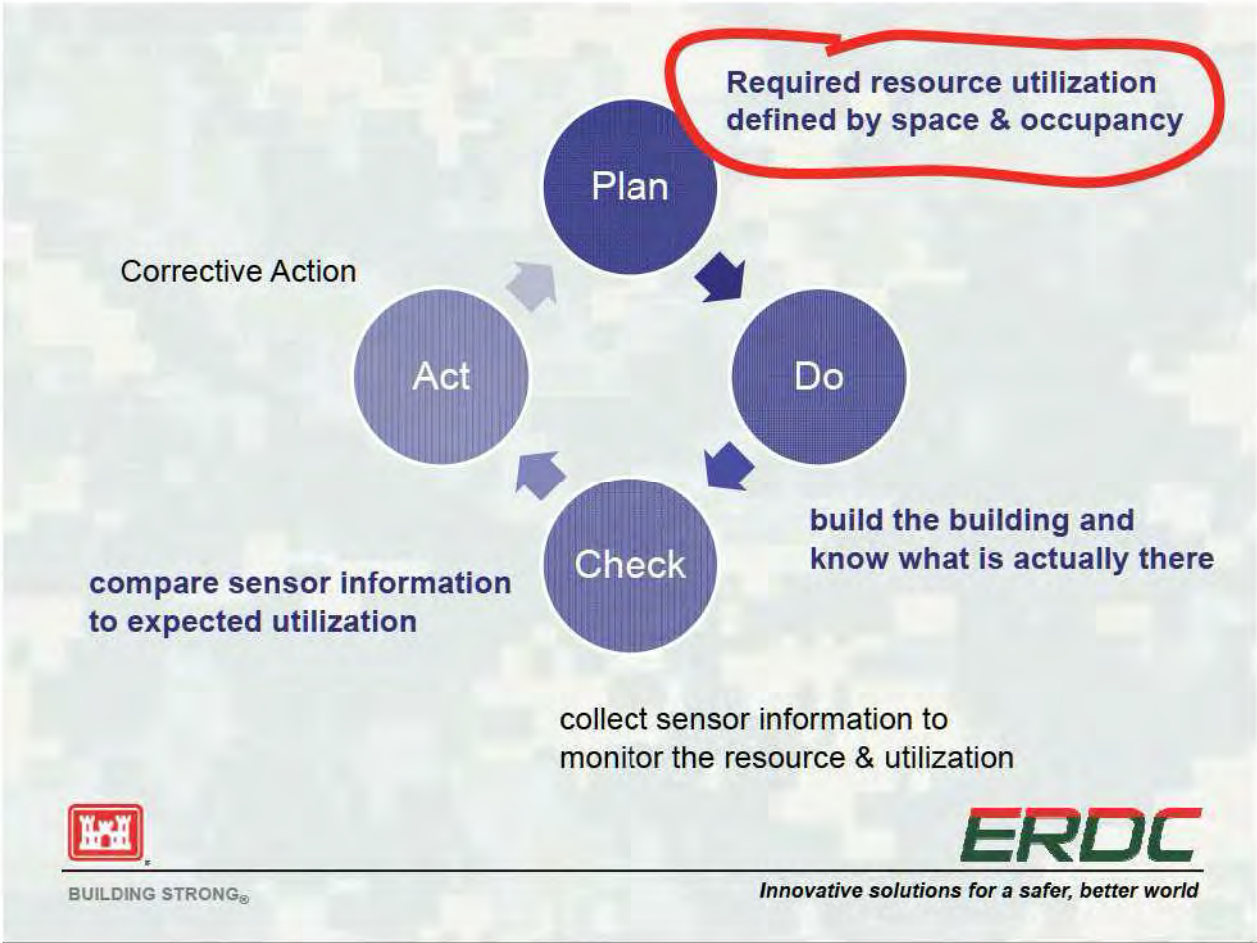 Required resource utilization
defined by space & occupancy
Plan
Corrective Action
Act
Do
Check
build the building and
know what is actually there
compare sensor information
to expected utilization
collect sensor information to
monitor the resource & utilization
ERDC
BUILDING STRONG®
Innovative solutions for a safer, better world